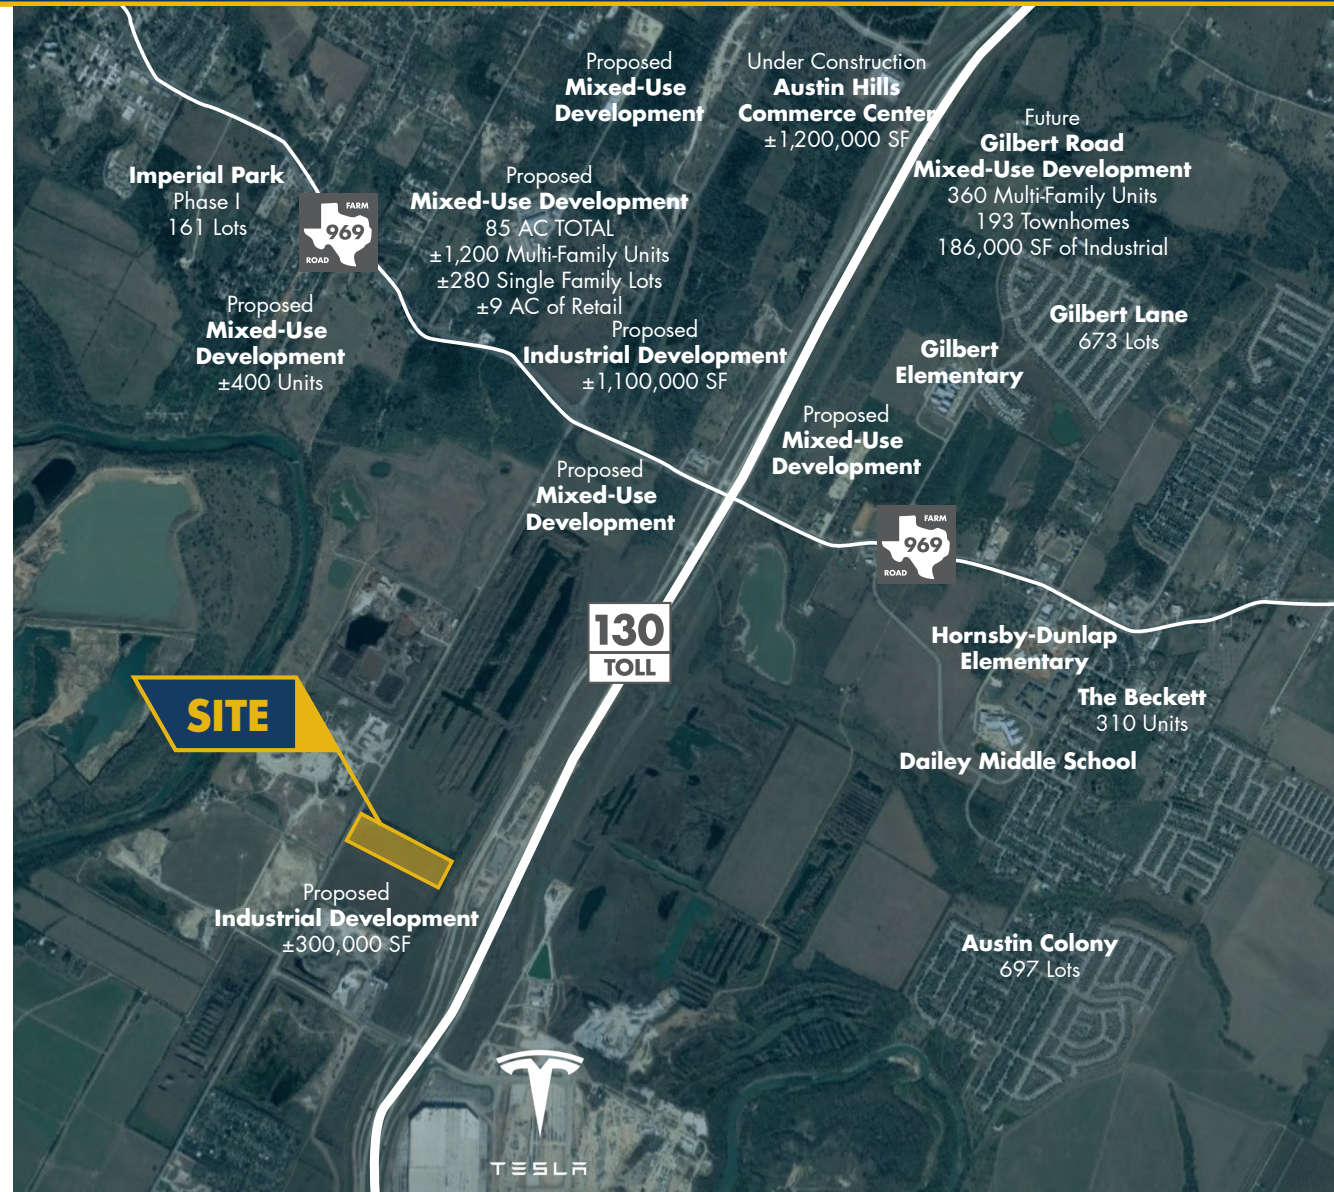 Proposed
Mixed-Use
Development
Under Construction
Austin Hills
Commerce Center
±1,200,000 SF
Future
Gilbert Road
Mixed-Use Development
360 Multi-Family Units
193 Townhomes
186,000 SF of Industrial
Imperial Park
Phase I
161 Lots
FARM
969
ROAD
Proposed
Mixed-Use Development
85 AC TOTAL
±1,200 Multi-Family Units
±280 Single Family Lots
±9 AC of Retail
Proposed
Mixed-Use
Development
±400 Units
Proposed
Industrial Development
±1,100,000 SF
Gilbert Lane
673 Lots
Gilbert
Elementary
Proposed
Mixed-Use
Development
Proposed
Mixed-Use
Development
FARM
969
ROAD
130
TOLL
Hornsby-Dunlap
Elementary
The Beckett
310 Units
Dailey Middle School
SITE
Proposed
Industrial Development
±300,000 SF
Austin Colony
697 Lots
TESLA